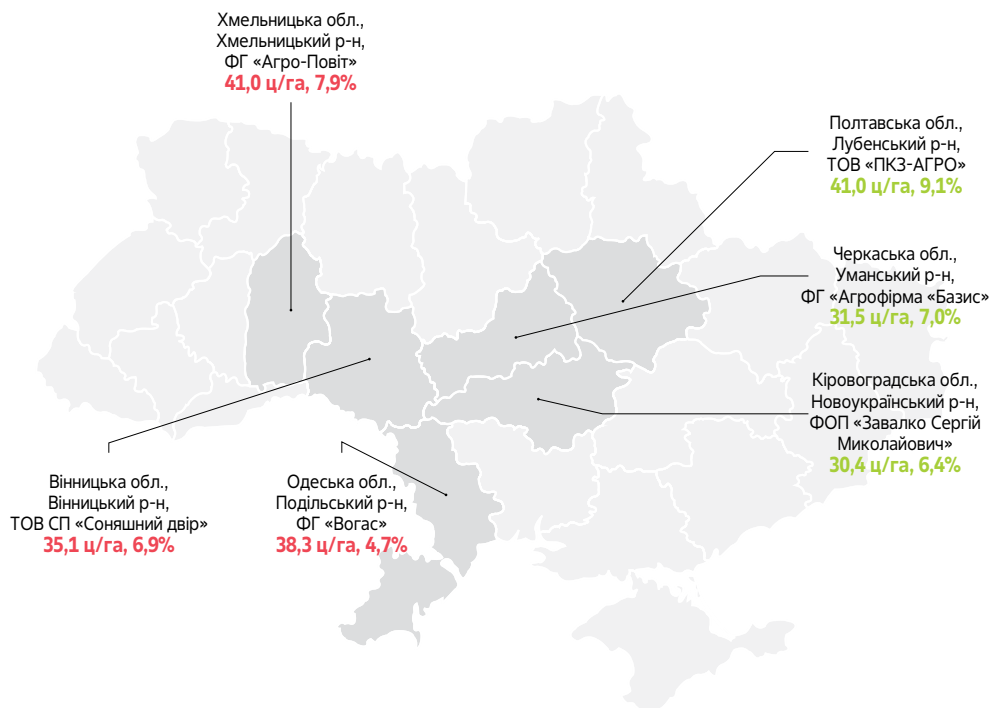 Хмельницька обл.,
Хмельницький р-н,
ФГ «Агро-Повіт»
41,0 ц/га, 7,9%
Полтавська обл.,
Лубенський р-н,
ТОВ «ПКЗ-АГРО»
41,0 ц/га, 9,1%
Черкаська обл.,
Уманський р-н,
ФГ «Агрофірма «Базис»
31,5 ц/га, 7,0%
Кіровоградська обл.,
Новоукраїнський р-н,
ФОП «Завалко Сергій
Миколайович»
30,4 ц/га, 6,4%
Вінницька обл.,
Вінницький р-н,
ТОВ СП «Соняшний двір»
35,1 ц/га, 6,9%
Одеська обл.,
Подільський р-н,
ФГ «Вогас»
38,3 ц/га, 4,7%